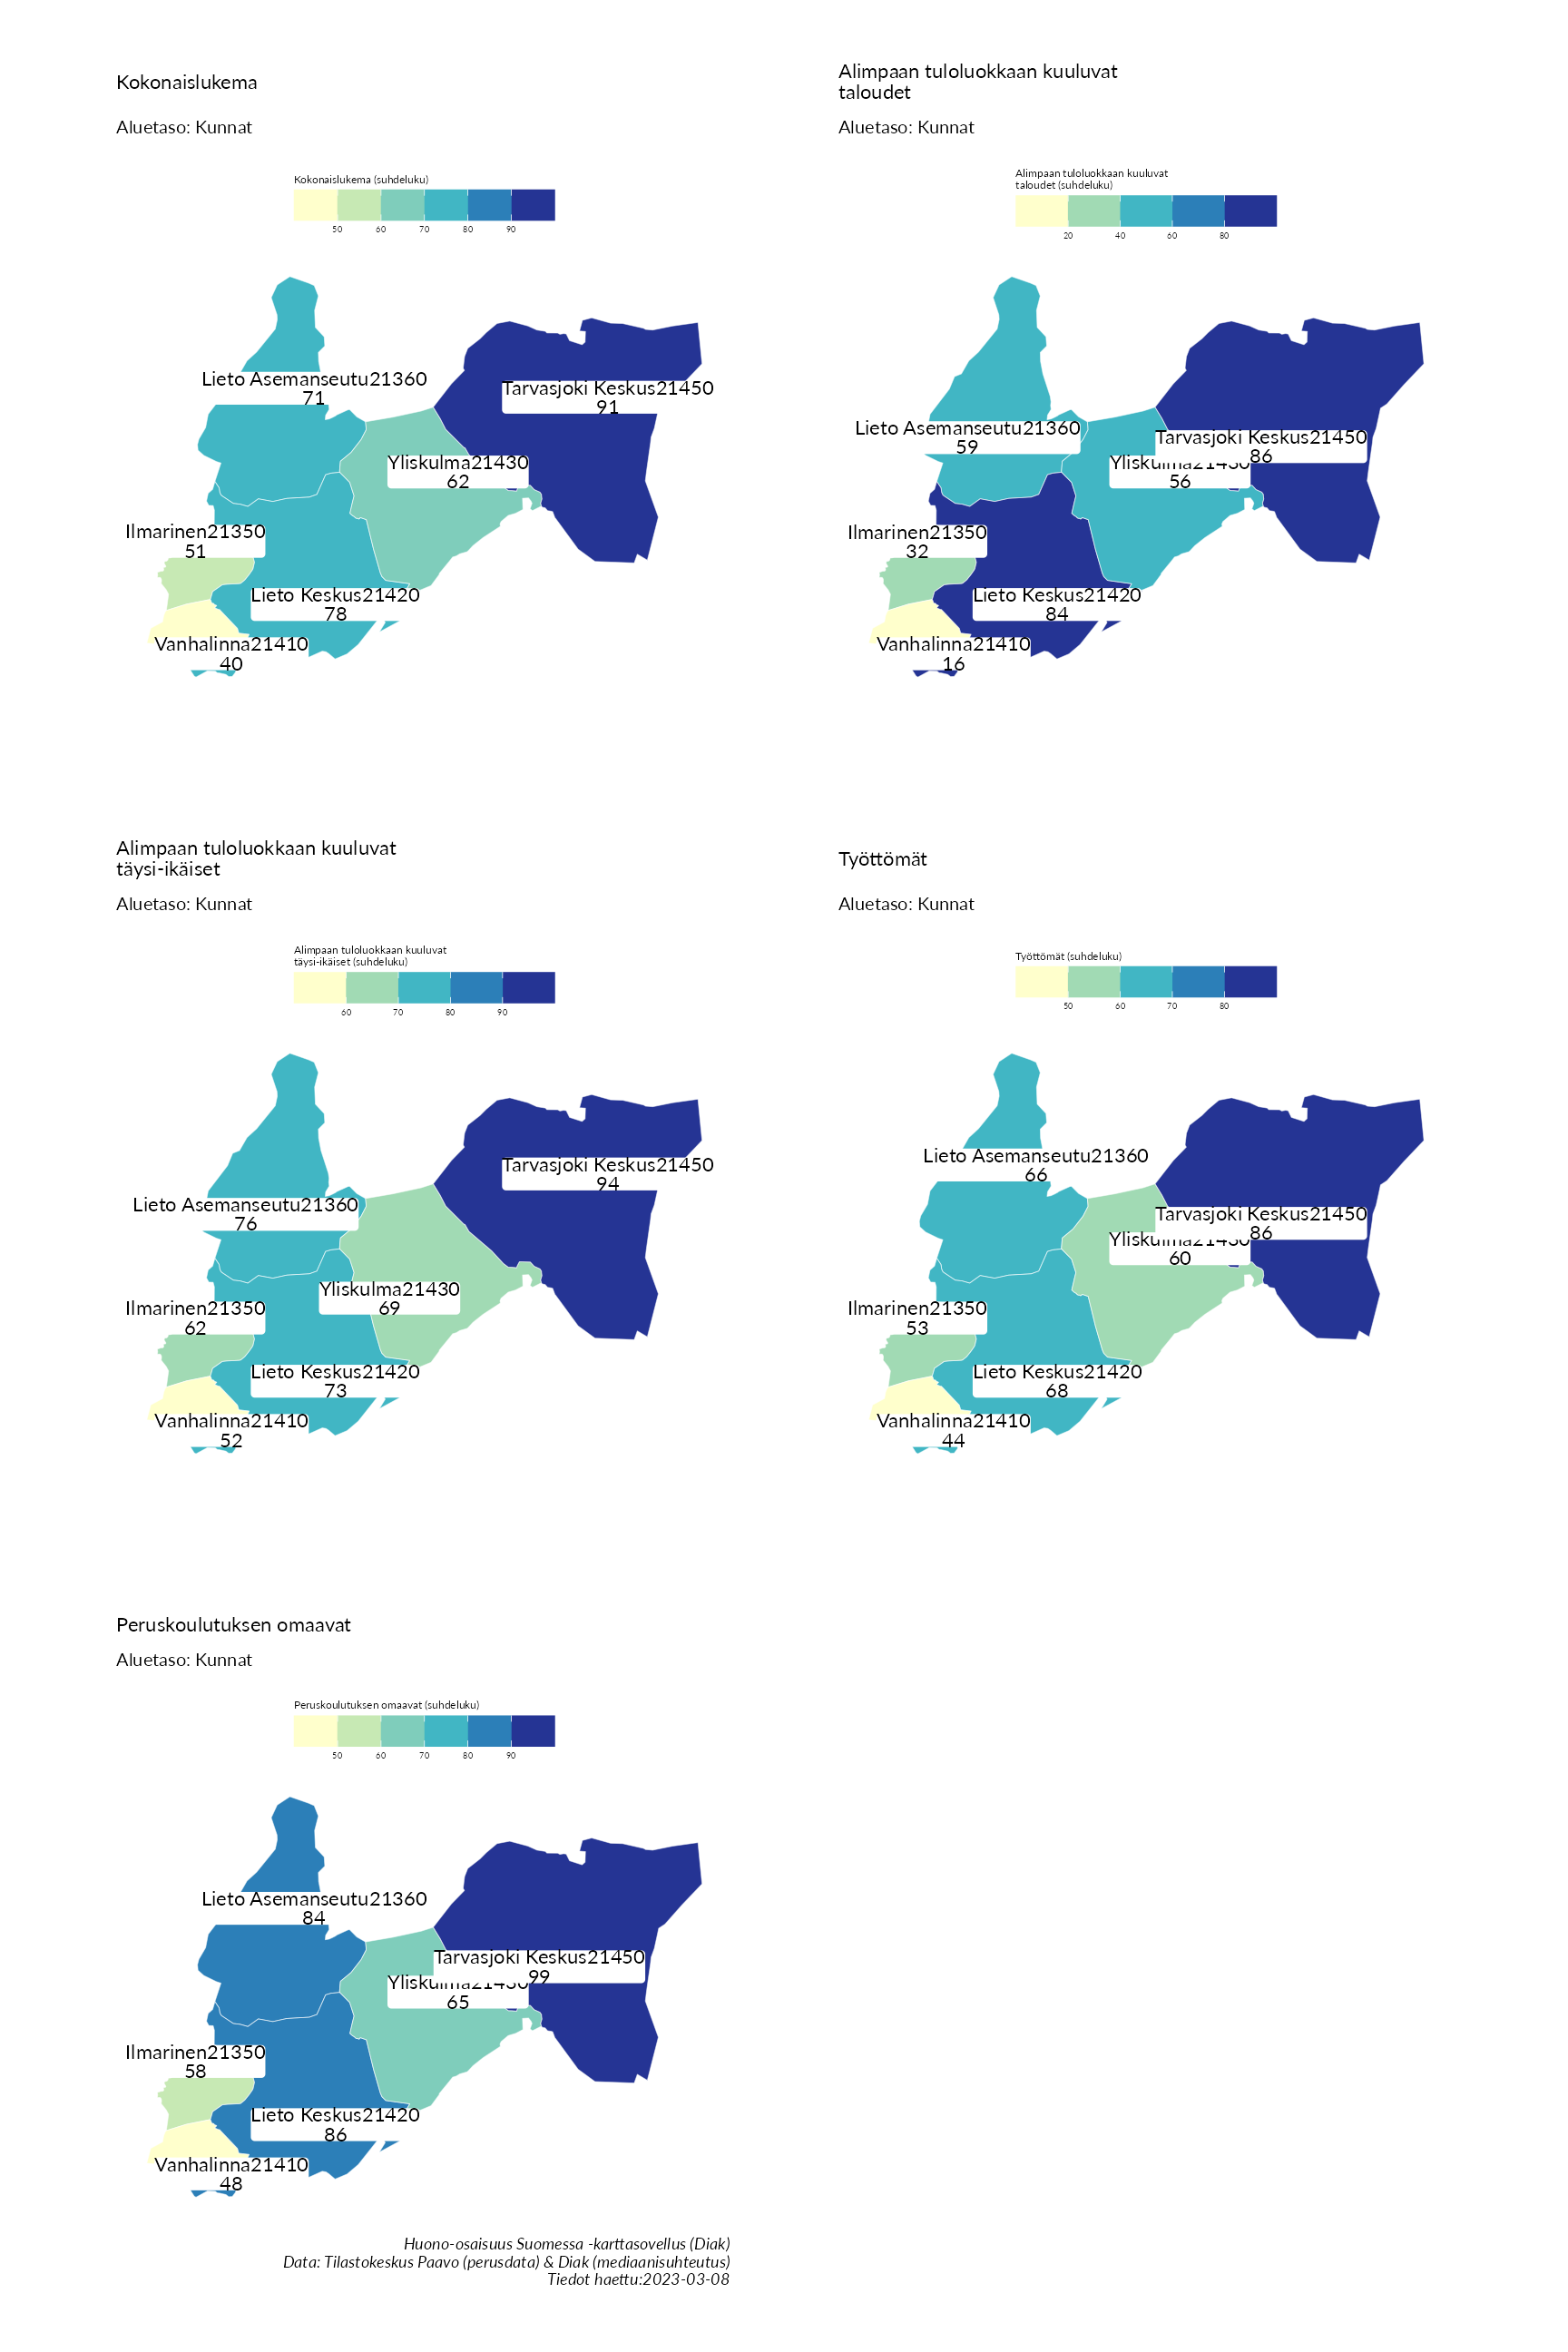 Kokonaislukema
Aluetaso: Kunnat
Kokonaislukema (suhdeluku)
50 60 70 80 90
Lieto Asemanseutu21360
71
Tarvasjoki Keskus21450
91
Yliskulma21430
62
Ilmarinen21350
51
Lieto Keskus21420
78
Vanhalinna21410
40
Alimpaan tuloluokkaan kuuluvat
taloudet
Aluetaso: Kunnat
Alimpaan tuloluokkaan kuuluvat
taloudet (suhdeluku)
20 40 60 80
Lieto Asemanseutu21360
59
Tarvasjoki Keskus21450
86
Yliskulma21430
56
Ilmarinen21350
32
Lieto Keskus21420
84
Vanhalinna21410
16
Alimpaan tuloluokkaan kuuluvat
täysi-ikäiset
Aluetaso: Kunnat
Alimpaan tuloluokkaan kuuluvat
täysi-ikäiset (suhdeluku)
60 70 80 90
Tarvasjoki Keskus21450
94
Lieto Asemanseutu21360
76
Yliskulma21430
69
Ilmarinen21350
62
Lieto Keskus21420
73
Vanhalinna21410
52
Työttömät
Aluetaso: Kunnat
Työttömät (suhdeluku)
50 60 70 80
Lieto Asemanseutu21360
66
Tarvasjoki Keskus21450
86
Yliskulma21430
60
Ilmarinen21350
53
Lieto Keskus21420
68
Vanhalinna21410
44
Peruskoulutuksen omaavat
Aluetaso: Kunnat
Peruskoulutuksen omaavat (suhdeluku)
50 60 70 80 90
Lieto Asemanseutu21360
84
Tarvasjoki Keskus21450
99
Yliskulma21430
65
Ilmarinen21350
58
Lieto Keskus21420
86
Vanhalinna21410
48
Huono-osaisuus Suomessa -karttasovellus (Diak)
Data: Tilastokeskus Paavo (perusdata) & Diak (mediaanisuhteutus)
Tiedot haettu:2023-03-08